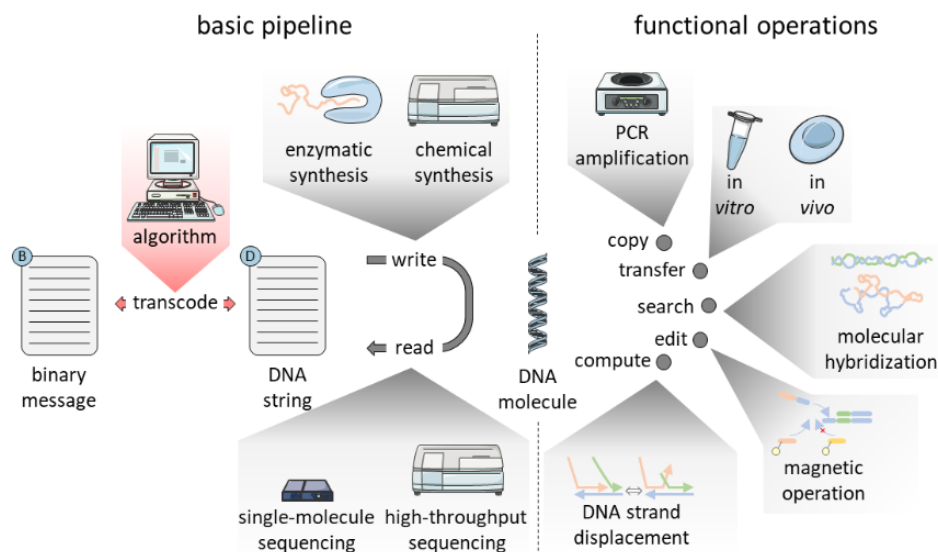 basic pipeline
functional operations
enzymatic
synthesis
chemical
synthesis
PCR
amplification
in
vitro
in
vivo
algorithm
B
D
transcode
write
read
binary
message
DNA
string
DNA
molecule
copy
transfer
search
edit
compute
molecular
hybridization
magnetic
operation
single-molecule
sequencing
high-throughput
sequencing
DNA strand
displacement